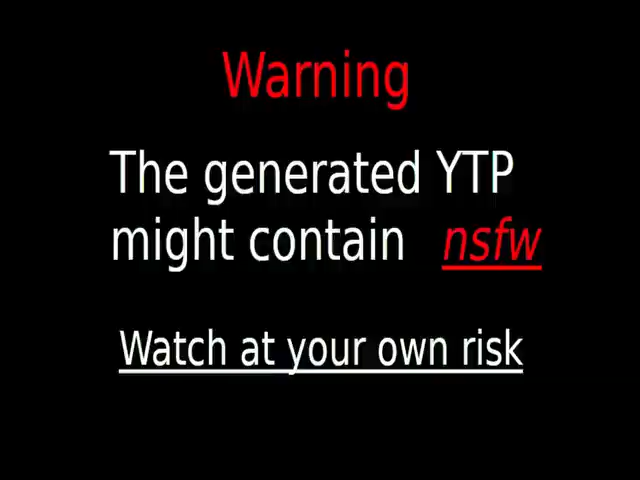 Warning
The generated YTP
might contain nsfw
Watch at your own risk